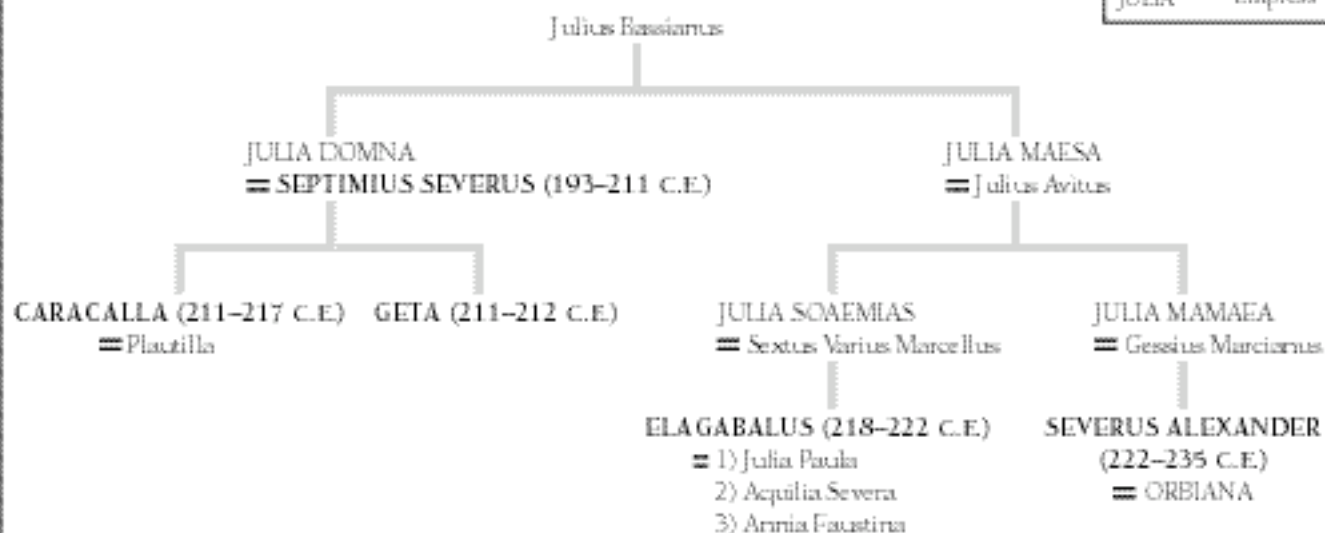 JULIA Empress
Julius Bassianus
JULIA DOMNA
= SEPTIMIUS SEVERUS (193–211 C.E.)
JULIA MAESA
= Julius Avitus
CARACALLA (211–217 C.E.)
= Plautilla
GETA (211–212 C.E.)
JULIA SOAEMIAS
= Sextus Varius Marcellus
JULIA MAMAEA
= Gessius Marcianus
ELAGABALUS (218–222 C.E.)
= 1) Julia Paula
2) Aquilia Severa
3) Annia Faustina
SEVERUS ALEXANDER
(222–235 C.E.)
= ORBIANA